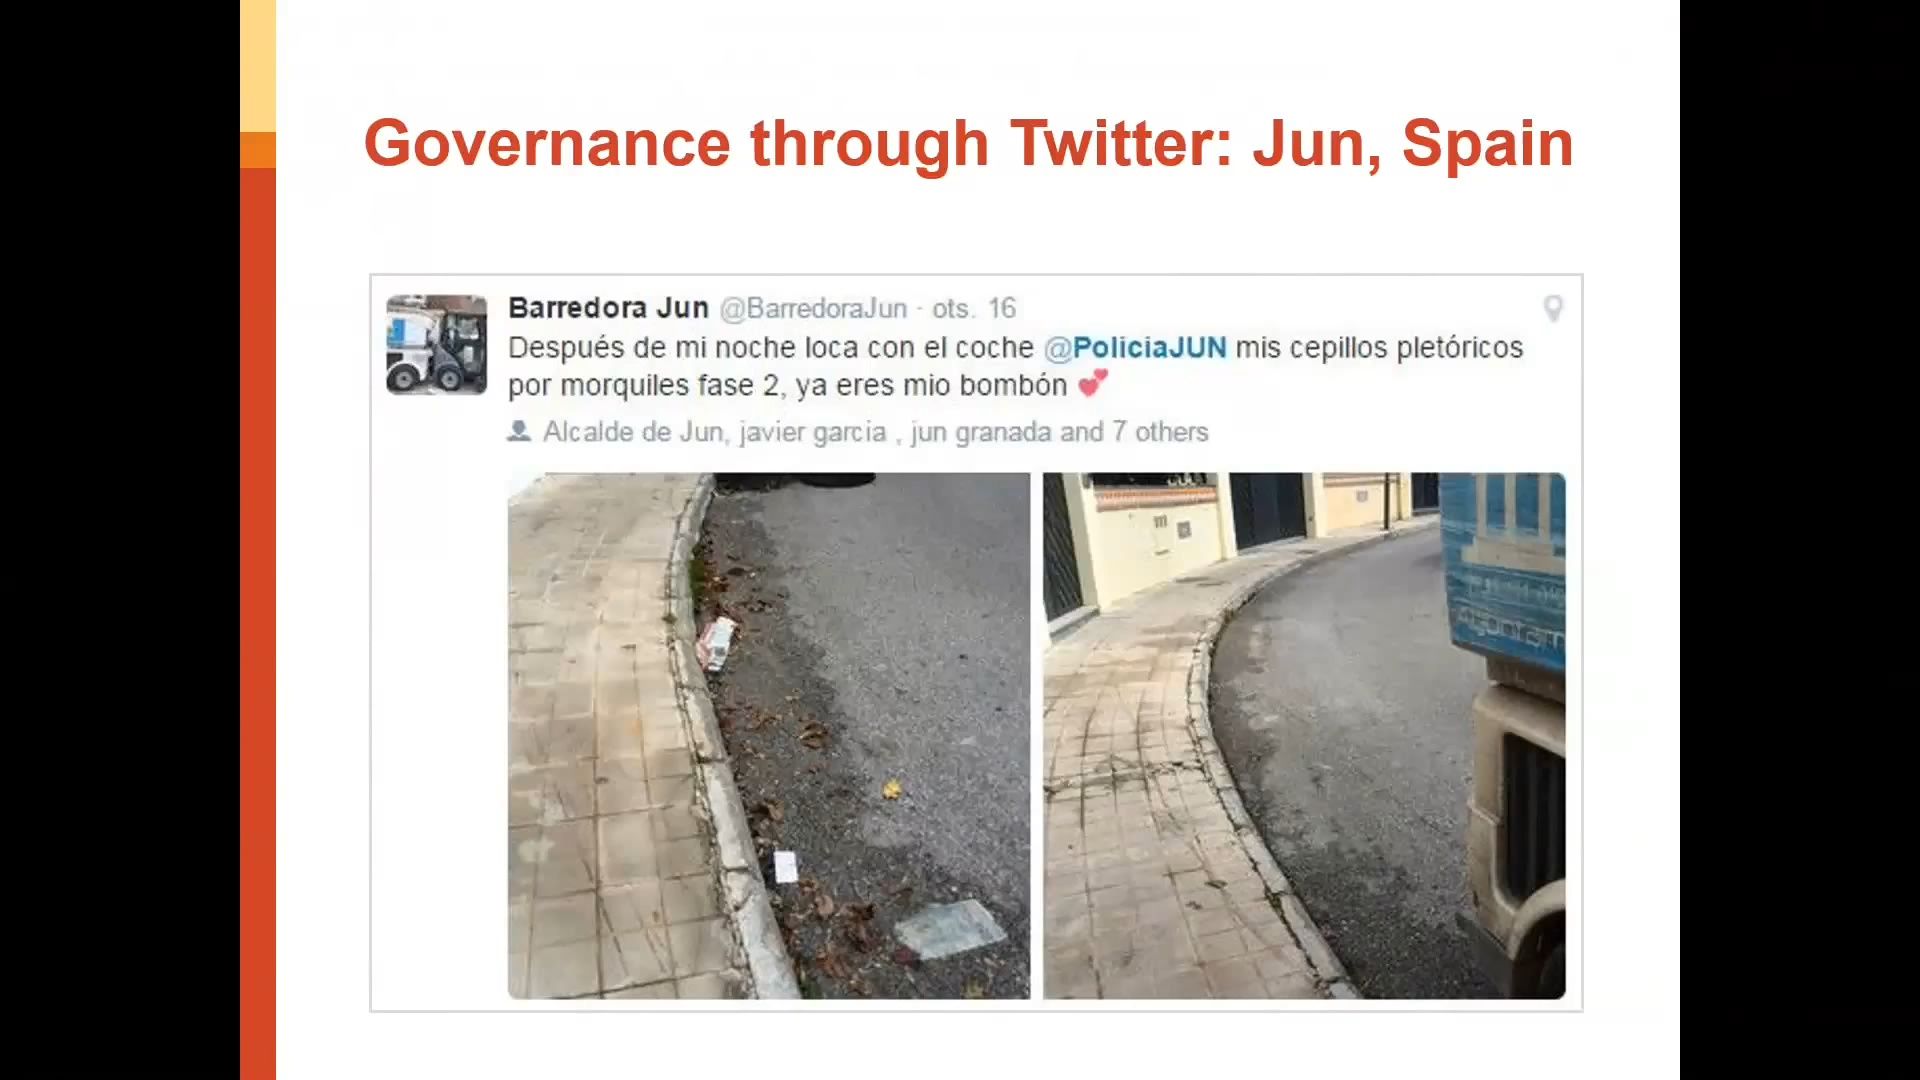 Governance through Twitter: Jun, Spain
Barredora Jun @BarredoraJun · ots. 16
Después de mi noche loca con el coche @PoliciaJUN mis cepillos pletóricos
por morquiles fase 2, ya eres mio bombón 💕
Alcalde de Jun, javier garcia , jun granada and 7 others